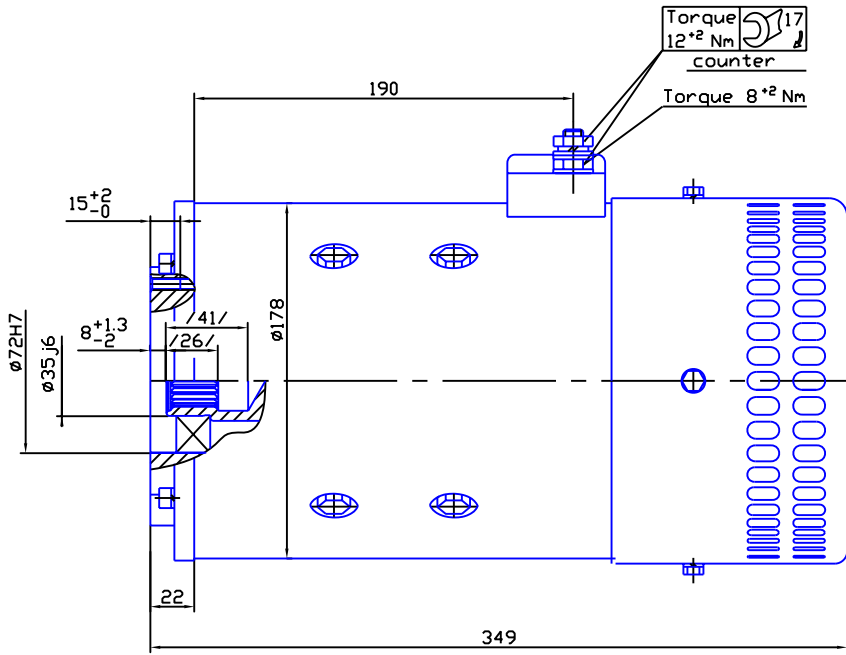 Torque 17
12+2 Nm
counter
Torque 8+2 Nm
190
15+2-0
/41/
8+1.3-2
/26/
ø72H7
ø35j6
ø178
22
349